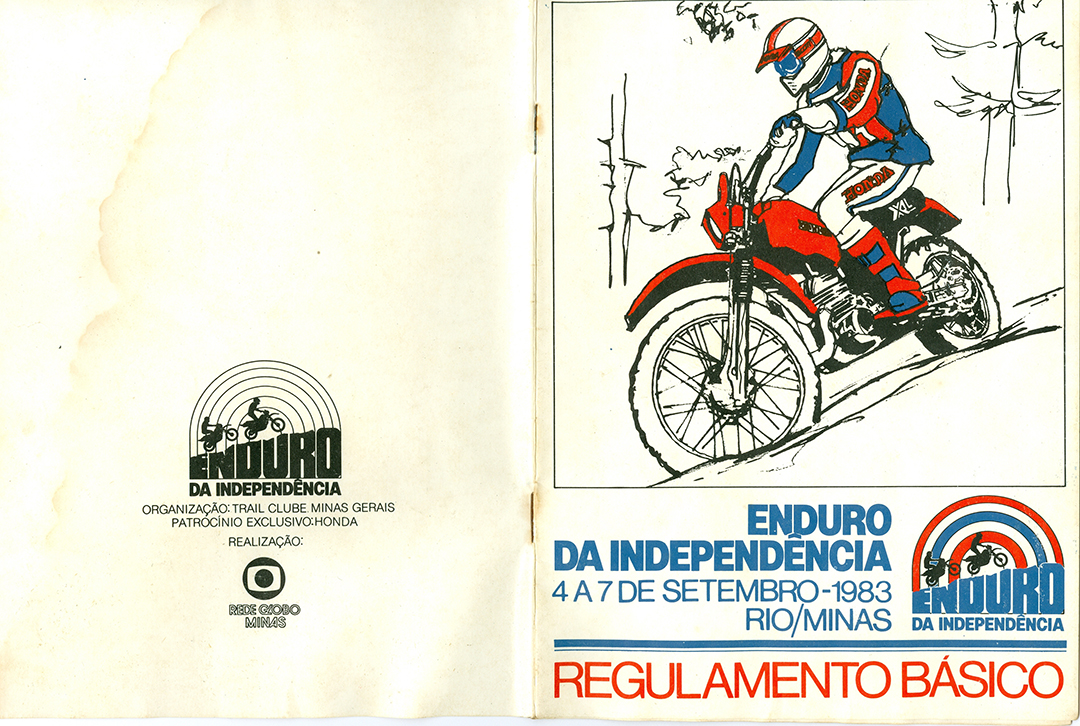 ENDURO
DA INDEPENDÊNCIA
ORGANIZAÇÃO: TRAIL CLUBE MINAS GERAIS
PATROCÍNIO EXCLUSIVO: HONDA
REALIZAÇÃO:
REDE GLOBO
MINAS
HONDA
HONDA
XL
ENDURO
DA INDEPENDÊNCIA
4 A 7 DE SETEMBRO - 1983
RIO/MINAS
ENDURO
DA INDEPENDÊNCIA
REGULAMENTO BÁSICO